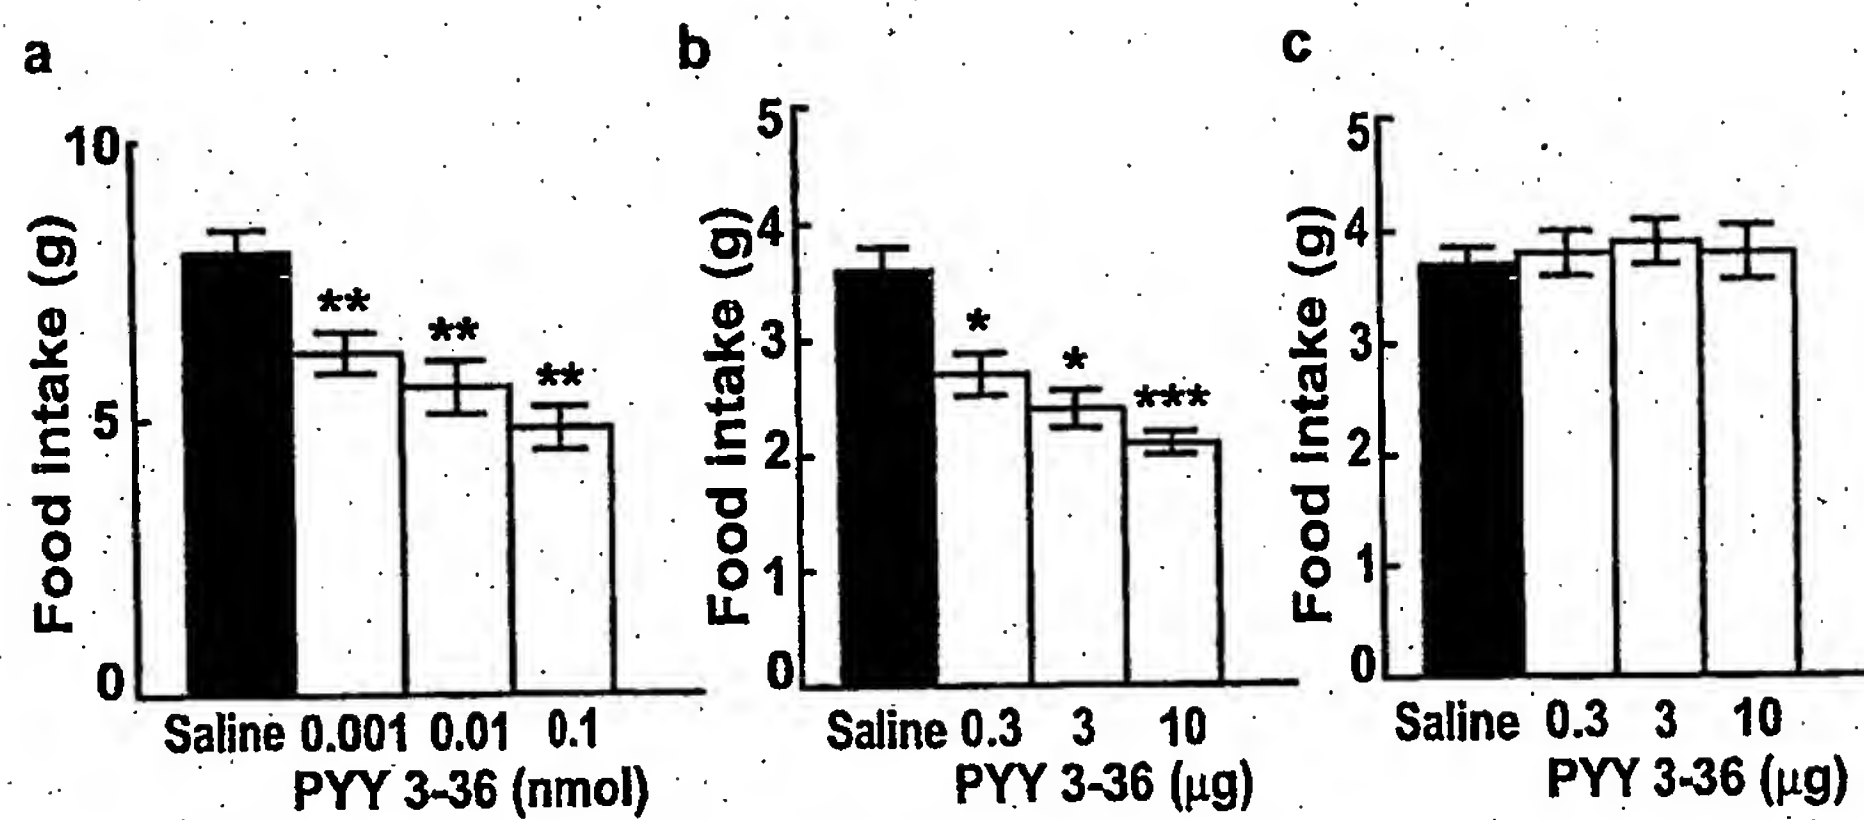 a
10
5
0
Food intake (g)
**
**
**
Saline 0.001 0.01 0.1
PYY 3-36 (nmol)
b
5
4
3
2
1
0
Food intake (g)
*
*
***
Saline 0.3 3 10
PYY 3-36 (μg)
c
5
4
3
2
1
0
Food intake (g)
Saline 0.3 3 10
PYY 3-36 (μg)